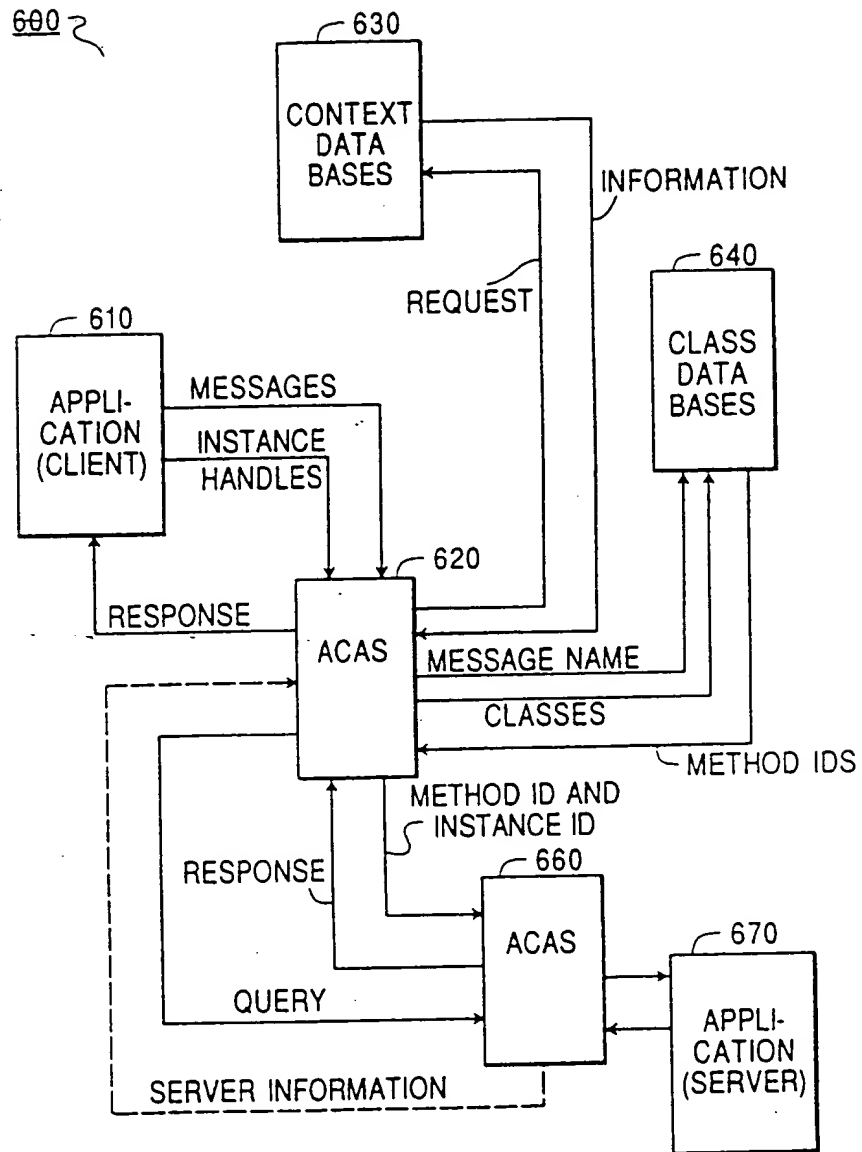 600
630
CONTEXT
DATA
BASES
INFORMATION
REQUEST
640
CLASS
DATA
BASES
610
APPLI-
CATION
(CLIENT)
MESSAGES
INSTANCE
HANDLES
620
ACAS
RESPONSE
MESSAGE NAME
CLASSES
METHOD IDS
METHOD ID AND
INSTANCE ID
RESPONSE
660
ACAS
QUERY
670
APPLI-
CATION
(SERVER)
SERVER INFORMATION